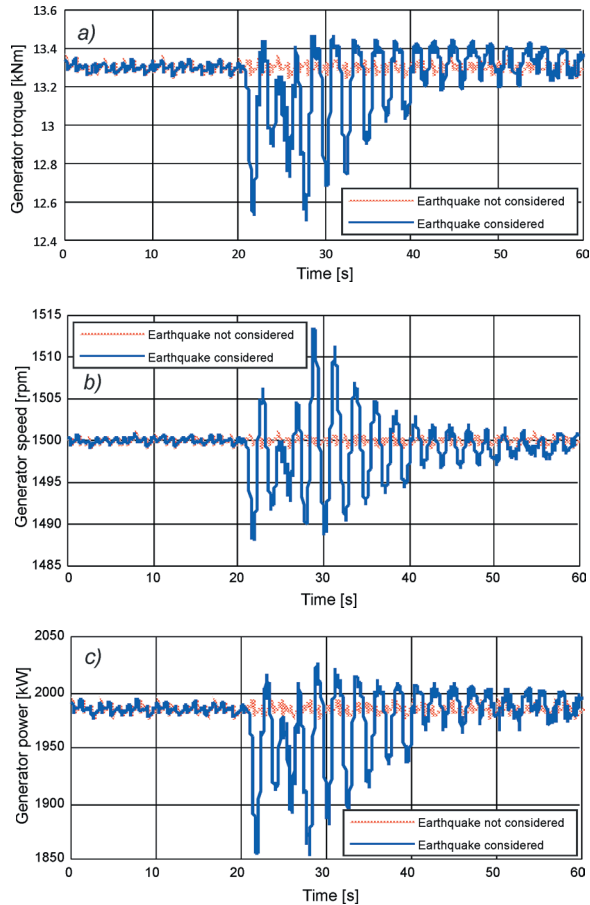 a)
Generator torque [kNm]
13.6
13.4
13.2
13
12.8
12.6
12.4
Earthquake not considered
Earthquake considered
0 10 20 30 40 50 60
Time [s]
b)
Generator speed [rpm]
1515
1510
1505
1500
1495
1490
1485
Earthquake not considered
Earthquake considered
0 10 20 30 40 50 60
Time [s]
c)
Generator power [kW]
2050
2000
1950
1900
1850
Earthquake not considered
Earthquake considered
0 10 20 30 40 50 60
Time [s]